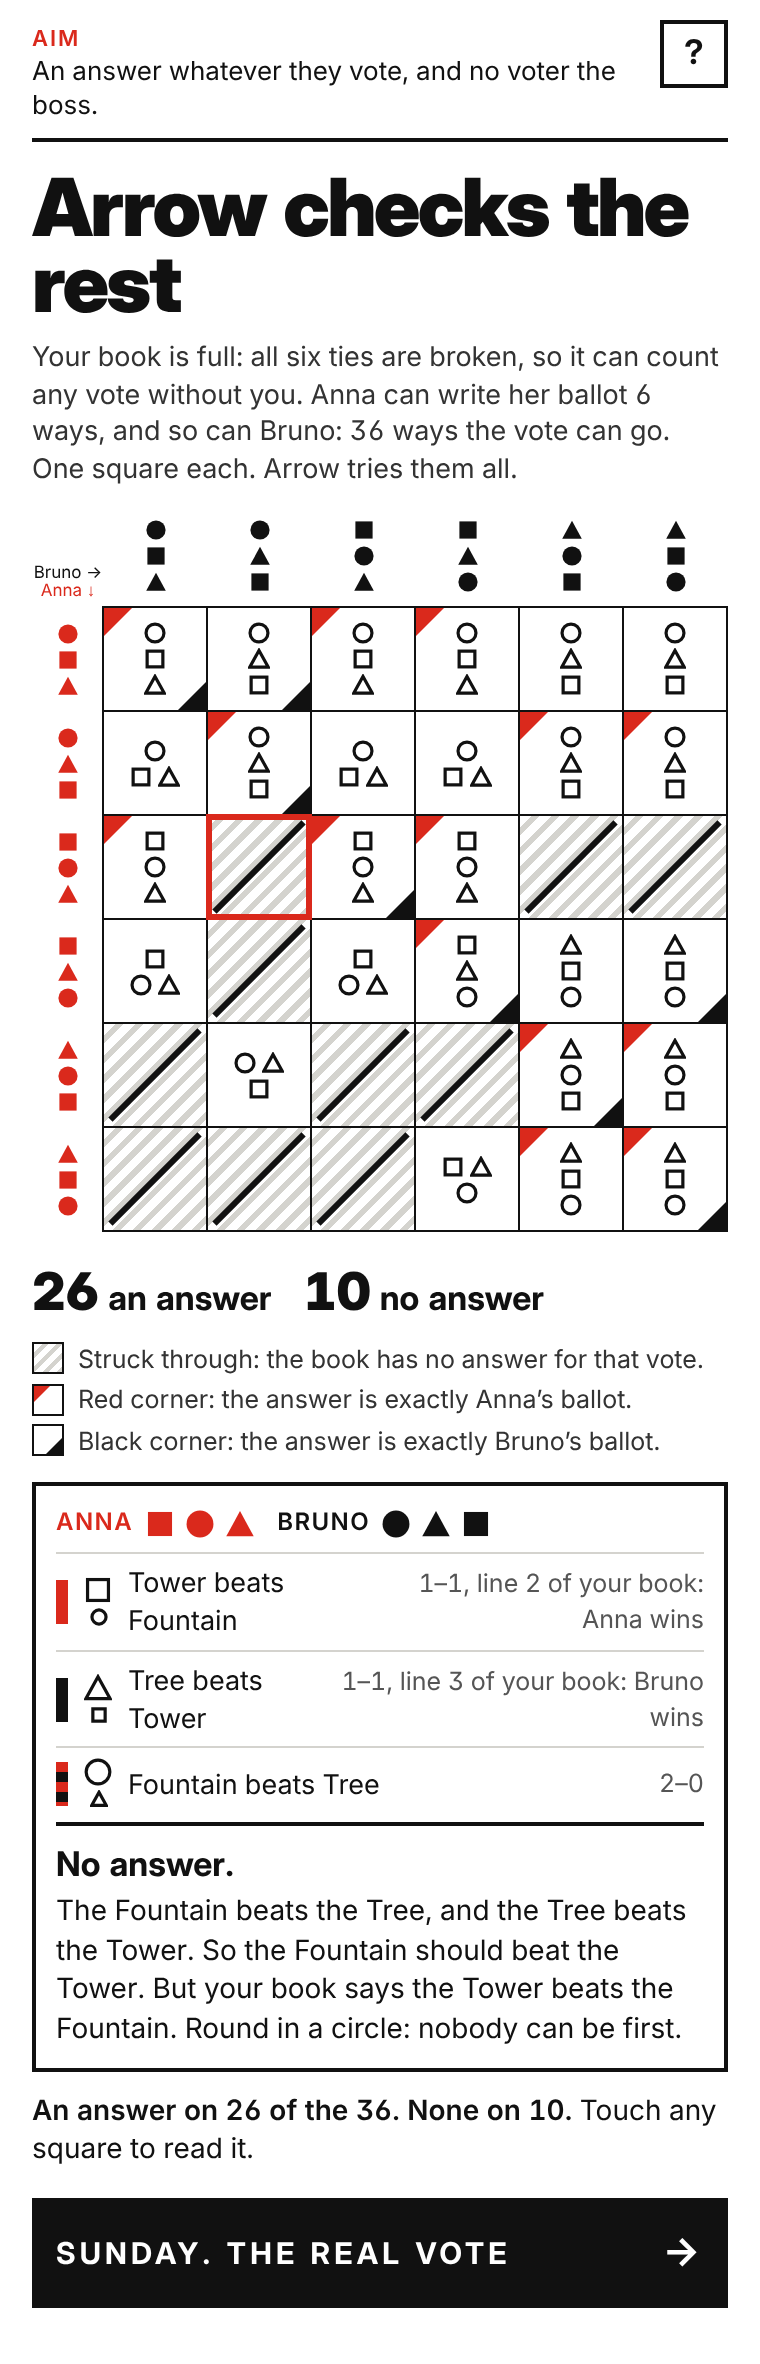 AIM
An answer whatever they vote, and no voter the
boss.
?
Arrow checks the
rest
Your book is full: all six ties are broken, so it can count
any vote without you. Anna can write her ballot 6
ways, and so can Bruno: 36 ways the vote can go.
One square each. Arrow tries them all.
Bruno →
Anna ↓
26 an answer 10 no answer
Struck through: the book has no answer for that vote.
Red corner: the answer is exactly Anna’s ballot.
Black corner: the answer is exactly Bruno’s ballot.
ANNA BRUNO
Tower beats
Fountain
1–1, line 2 of your book:
Anna wins
Tree beats
Tower
1–1, line 3 of your book: Bruno
wins
Fountain beats Tree
2–0
No answer.
The Fountain beats the Tree, and the Tree beats
the Tower. So the Fountain should beat the
Tower. But your book says the Tower beats the
Fountain. Round in a circle: nobody can be first.
An answer on 26 of the 36. None on 10. Touch any
square to read it.
SUNDAY. THE REAL VOTE →